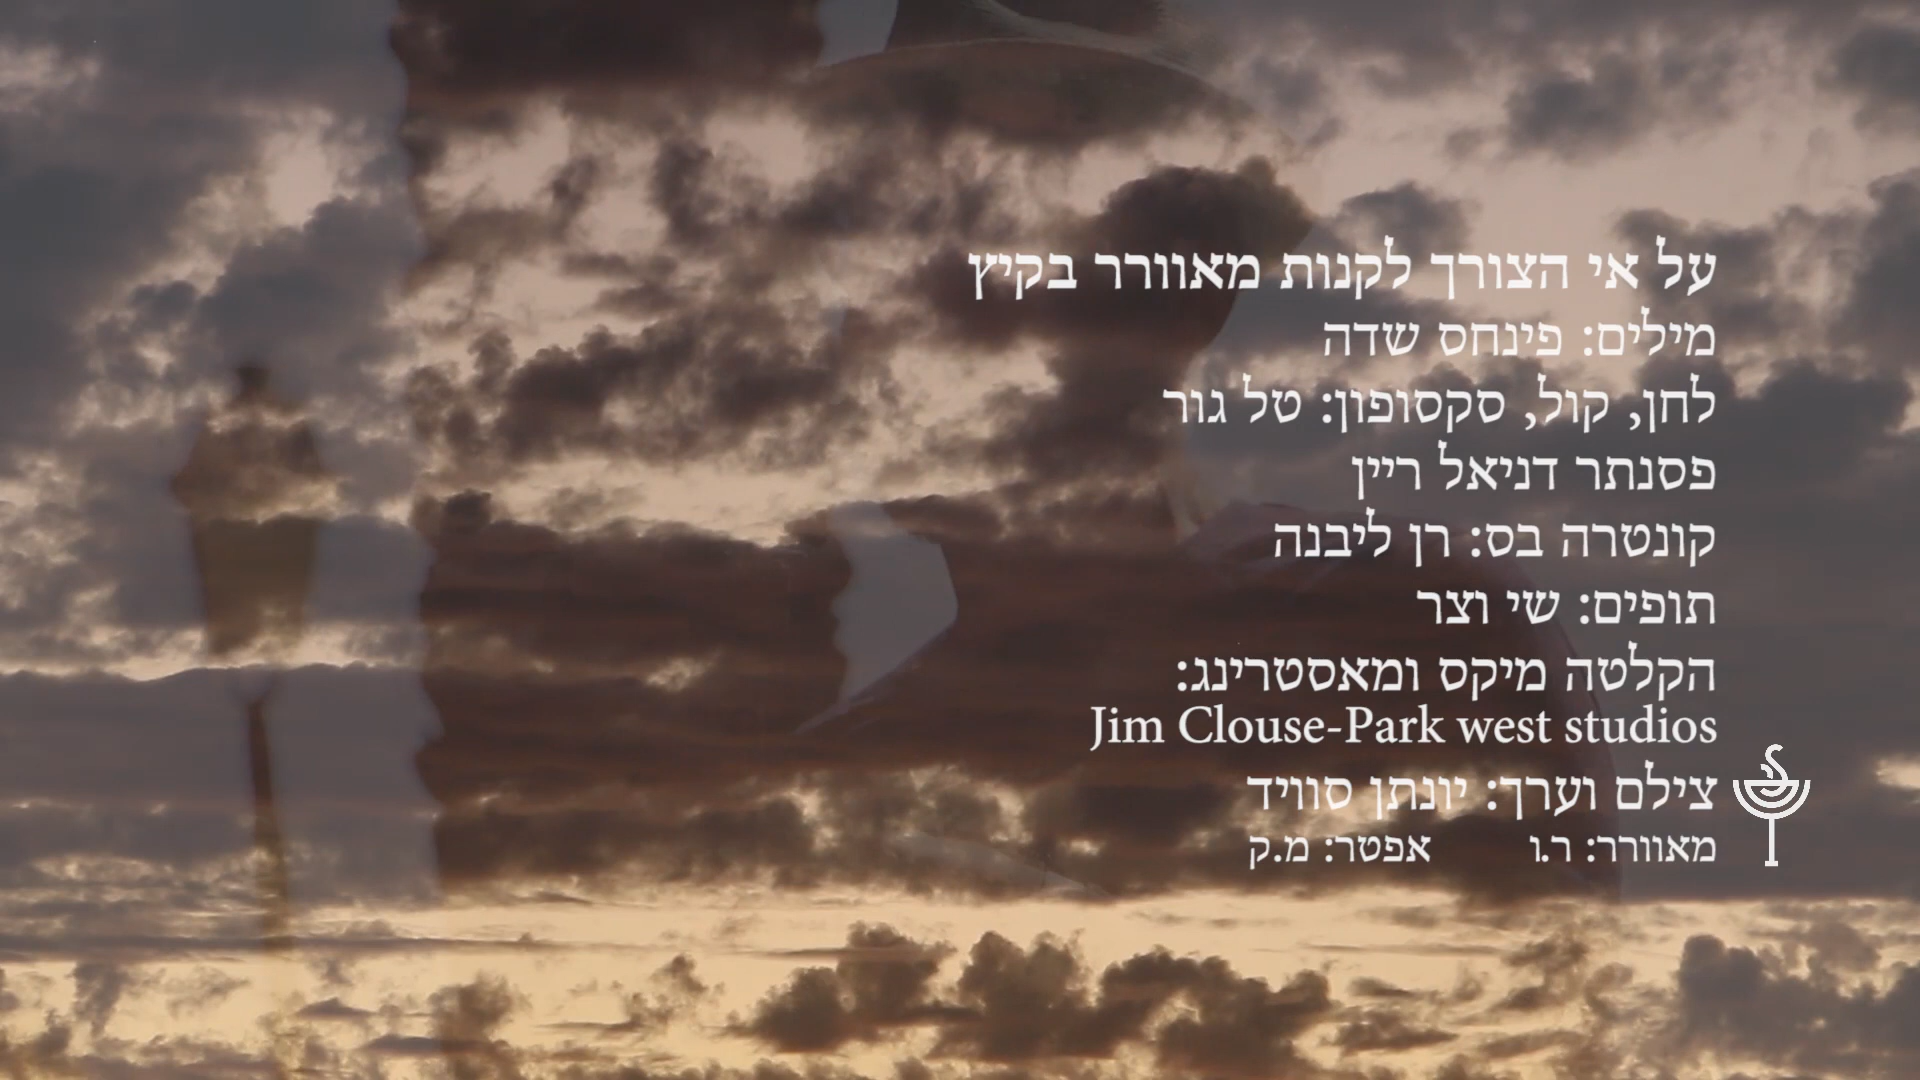 על אי הצורך לקנות מאוורר בקיץ
מילים: פינחס שדה
לחן, קול, סקסופון: טל גור
פסנתר דניאל ריין
קונטרה בס: רן ליבנה
תופים: שי וצר
הקלטה מיקס ומאסטרינג:
Jim Clouse-Park west studios
צילם וערך: יונתן סוויד
מאוורר: ר.ו אפטר: מ.ק